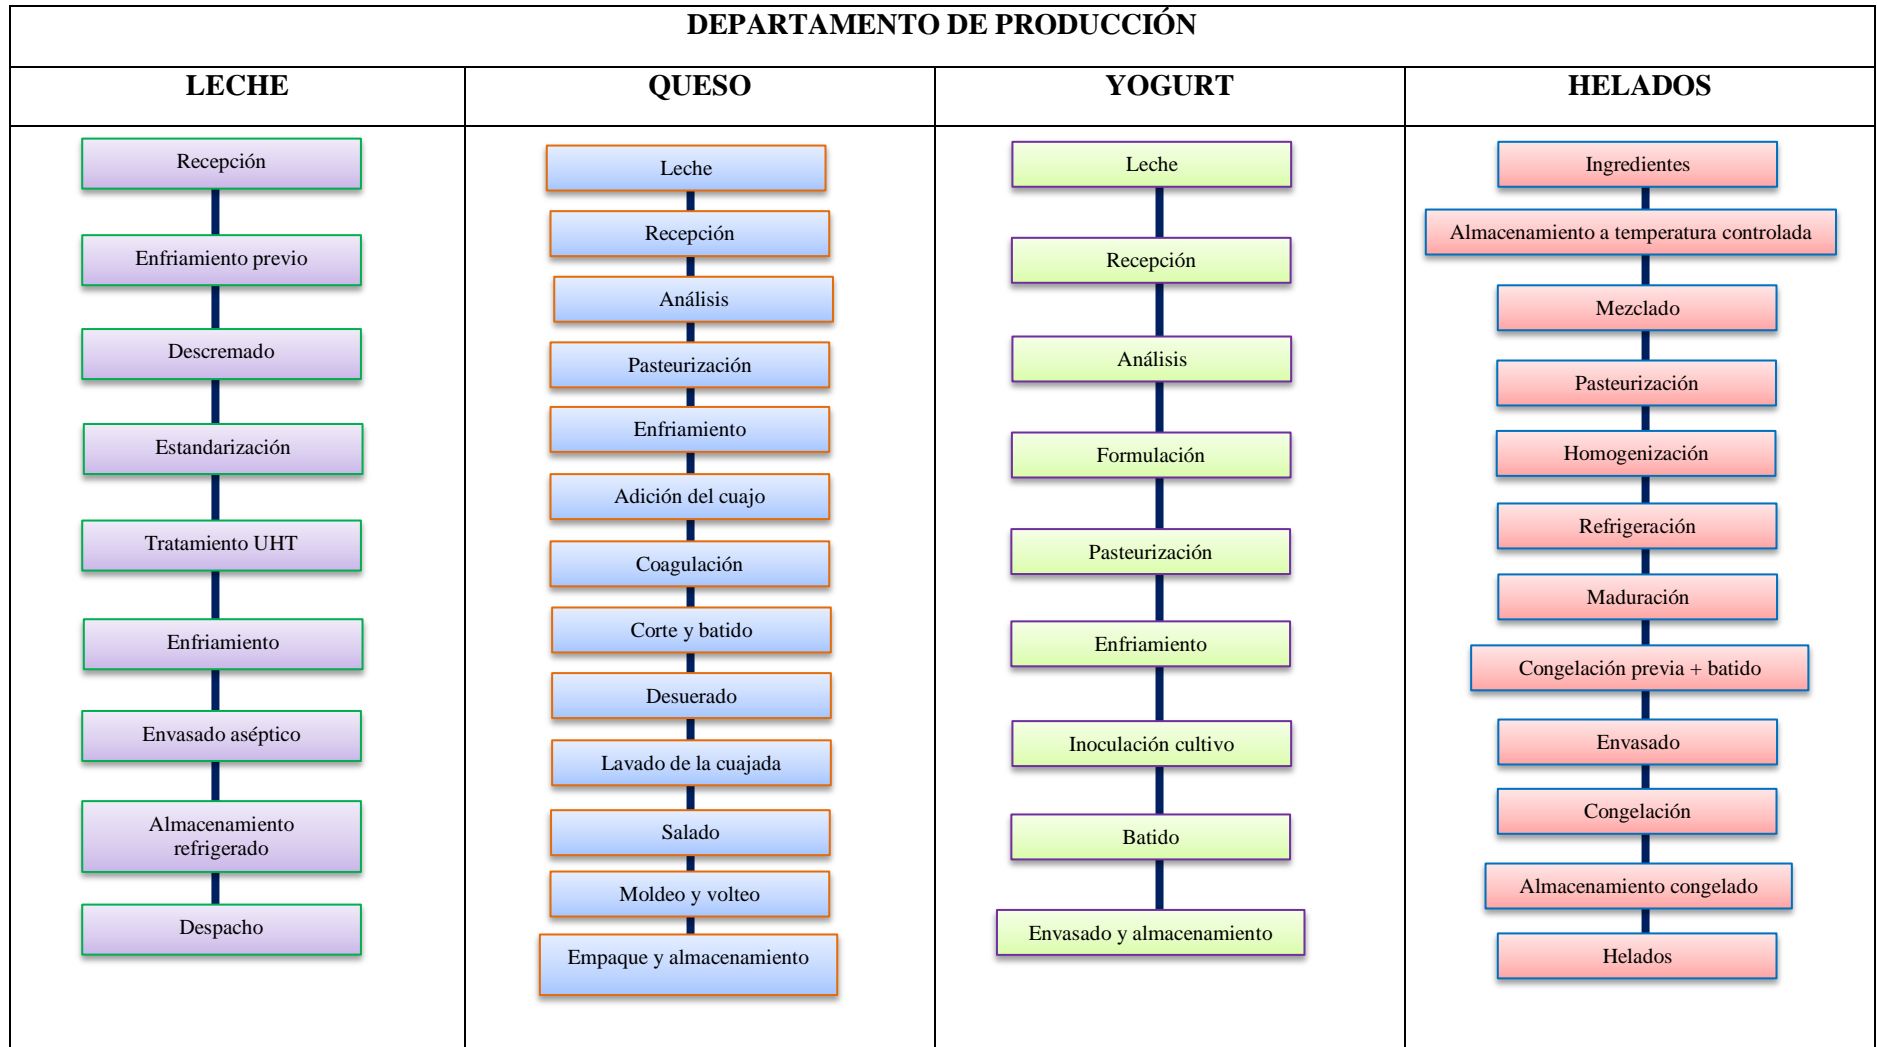 DEPARTAMENTO DE PRODUCCIÓN
LECHE
QUESO
YOGURT
HELADOS
Recepción
Enfriamiento previo
Descremado
Estandarización
Tratamiento UHT
Enfriamiento
Envasado aséptico
Almacenamiento
refrigerado
Despacho
Leche
Recepción
Análisis
Pasteurización
Enfriamiento
Adición del cuajo
Coagulación
Corte y batido
Desuerado
Lavado de la cuajada
Salado
Moldeo y volteo
Empaque y almacenamiento
Leche
Recepción
Análisis
Formulación
Pasteurización
Enfriamiento
Inoculación cultivo
Batido
Envasado y almacenamiento
Ingredientes
Almacenamiento a temperatura controlada
Mezclado
Pasteurización
Homogenización
Refrigeración
Maduración
Congelación previa + batido
Envasado
Congelación
Almacenamiento congelado
Helados